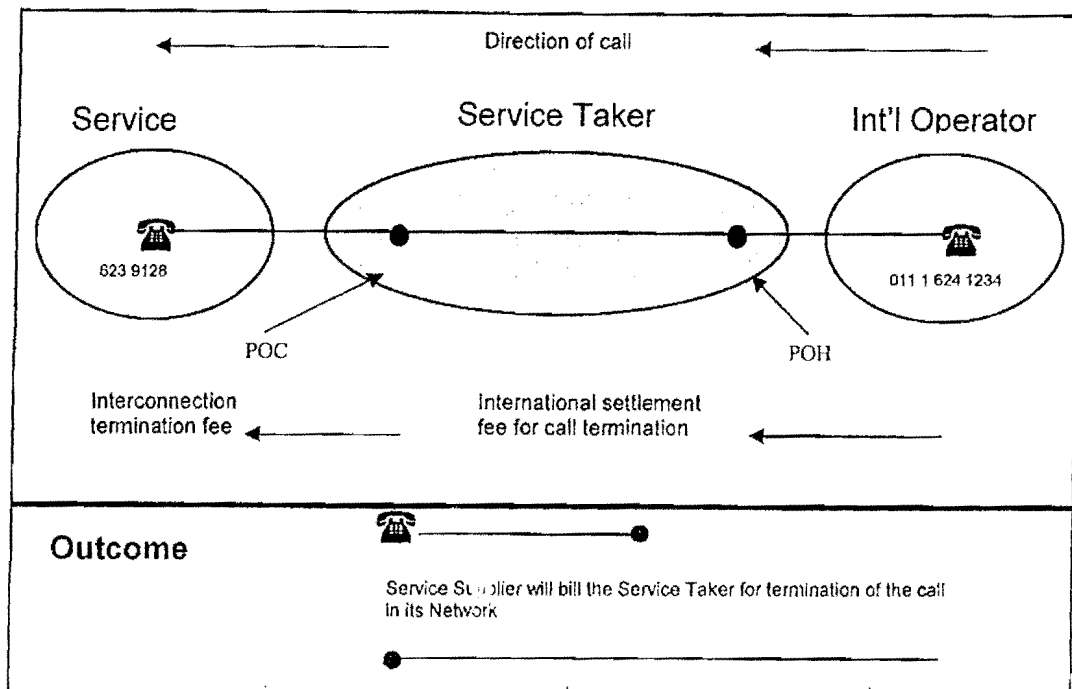 Direction of call
Service
Service Taker
Int'l Operator
623 9128
011 1 624 1234
POC
POH
Interconnection
termination fee
International settlement
fee for call termination
Outcome
Service Supplier will bill the Service Taker for termination of the call
in its Network